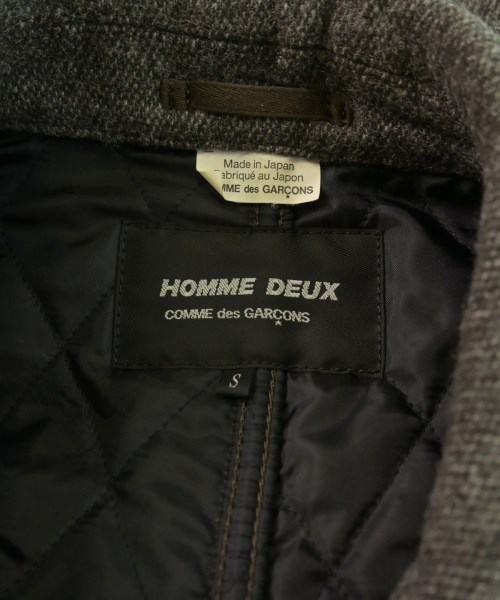 Made in Japan
abriqué au Japon
MME des GARÇONS
HOMME DEUX
COMME des GARÇONS
S